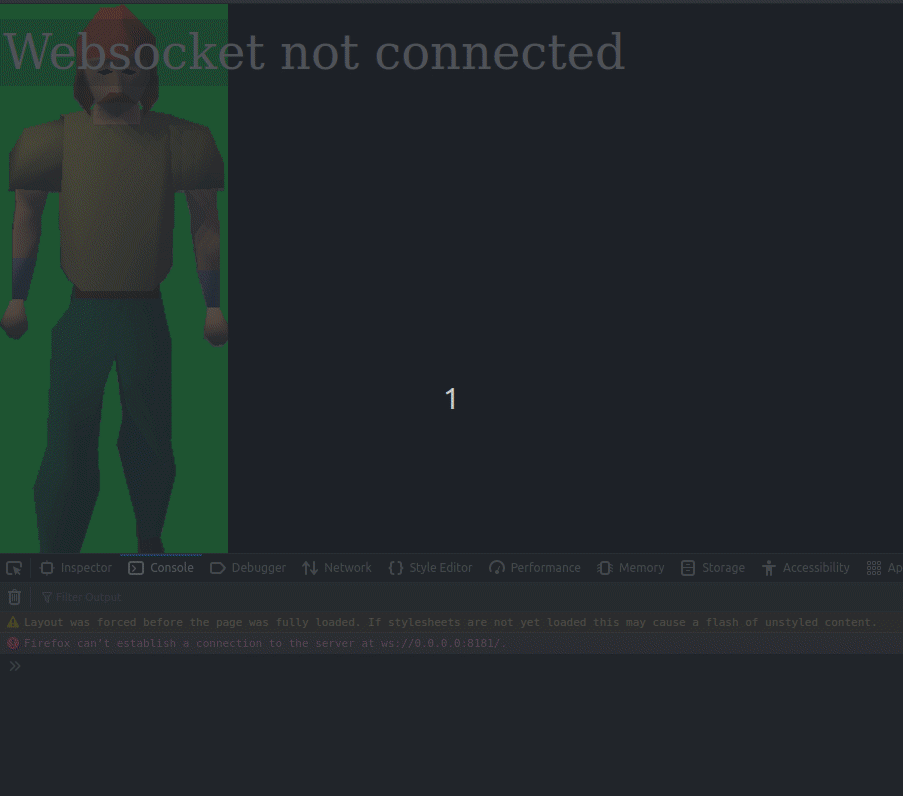 Websocket not connected
1
Inspector Console Debugger Network Style Editor Performance Memory Storage Accessibility Ap
Filter Output
Layout was forced before the page was fully loaded. If stylesheets are not yet loaded this may cause a flash of unstyled content.
Firefox can't establish a connection to the server at ws://0.0.0.0:8181/.